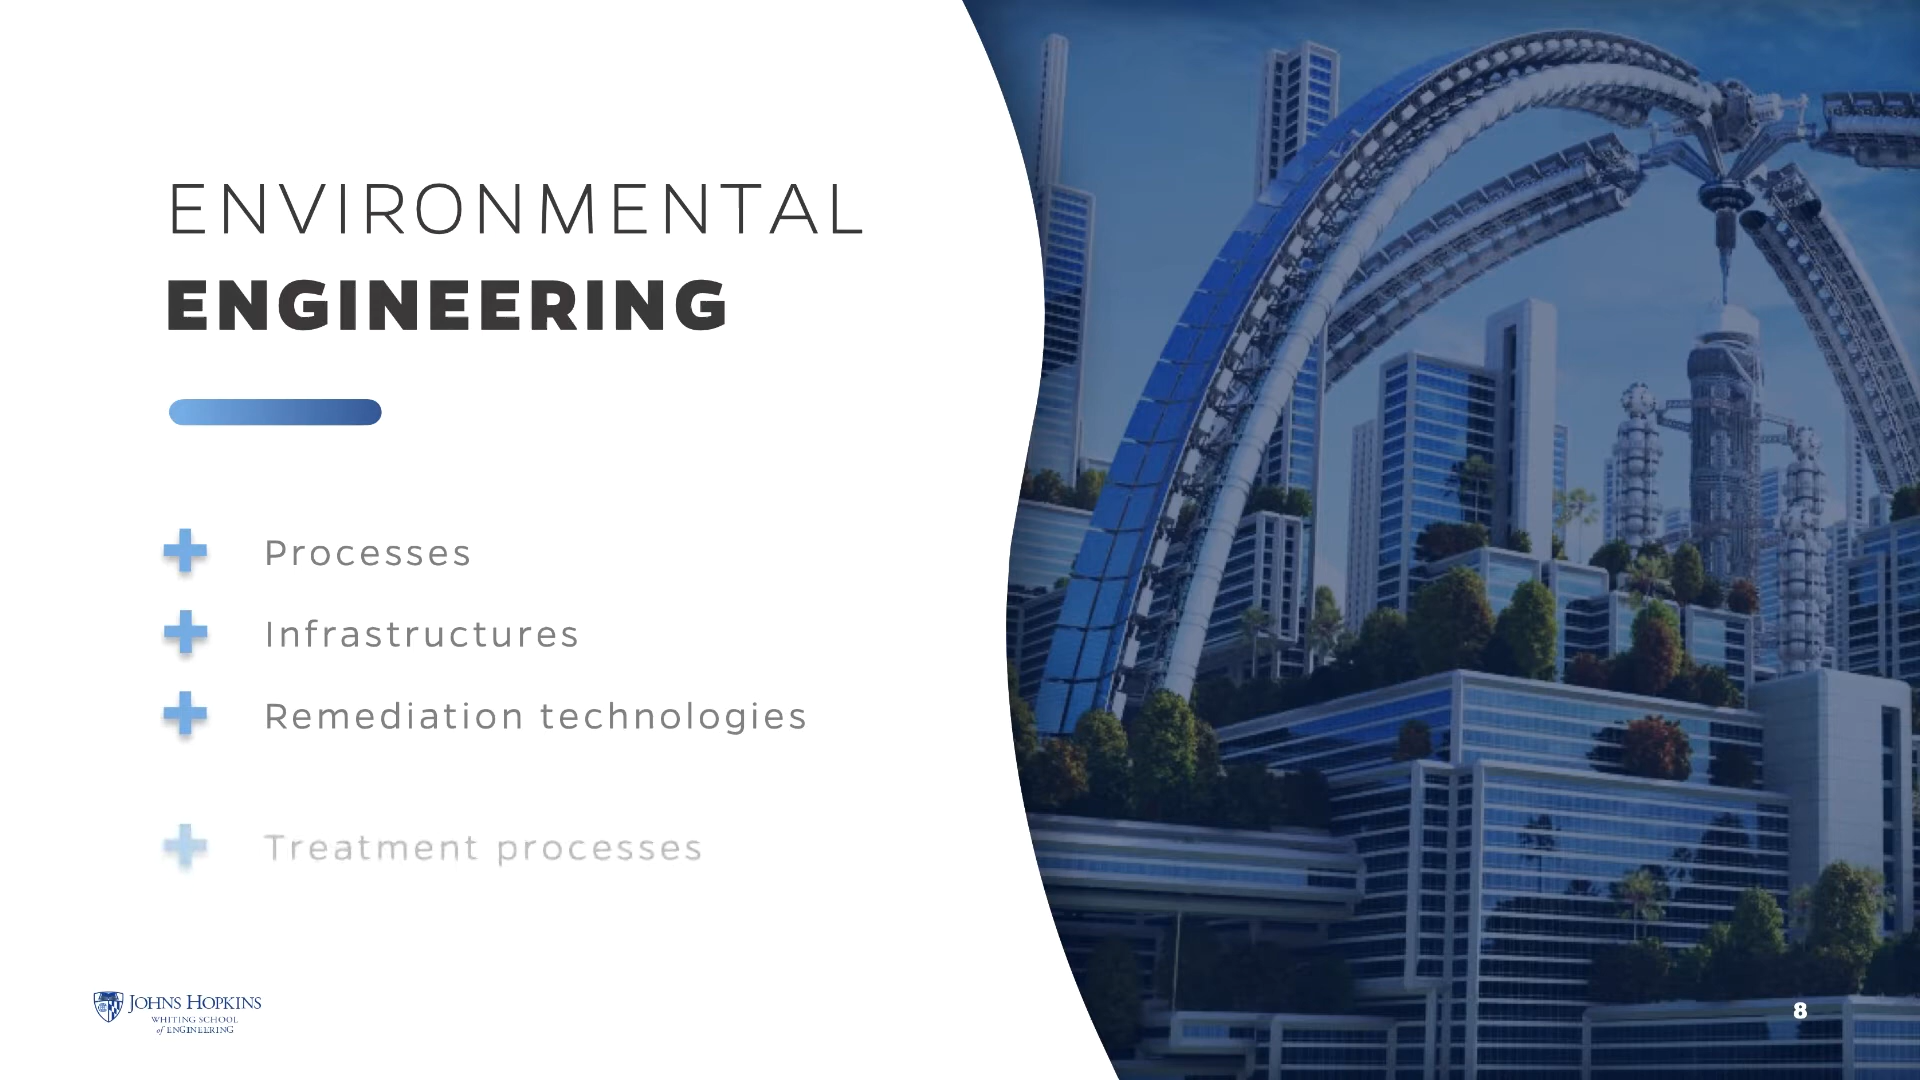 ENVIRONMENTAL
ENGINEERING
Processes
Infrastructures
Remediation technologies
Treatment processes
JOHNS HOPKINS
WHITING SCHOOL
of ENGINEERING
8